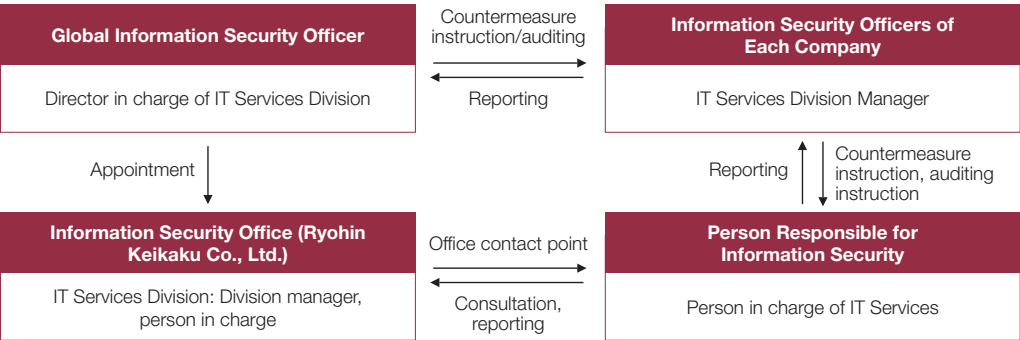 Global Information Security Officer
Director in charge of IT Services Division
Countermeasure
instruction/auditing
Reporting
Information Security Officers of
Each Company
IT Services Division Manager
Appointment
Reporting
Countermeasure
instruction, auditing
instruction
Information Security Office (Ryohin
Keikaku Co., Ltd.)
IT Services Division: Division manager,
person in charge
Office contact point
Consultation,
reporting
Person Responsible for
Information Security
Person in charge of IT Services